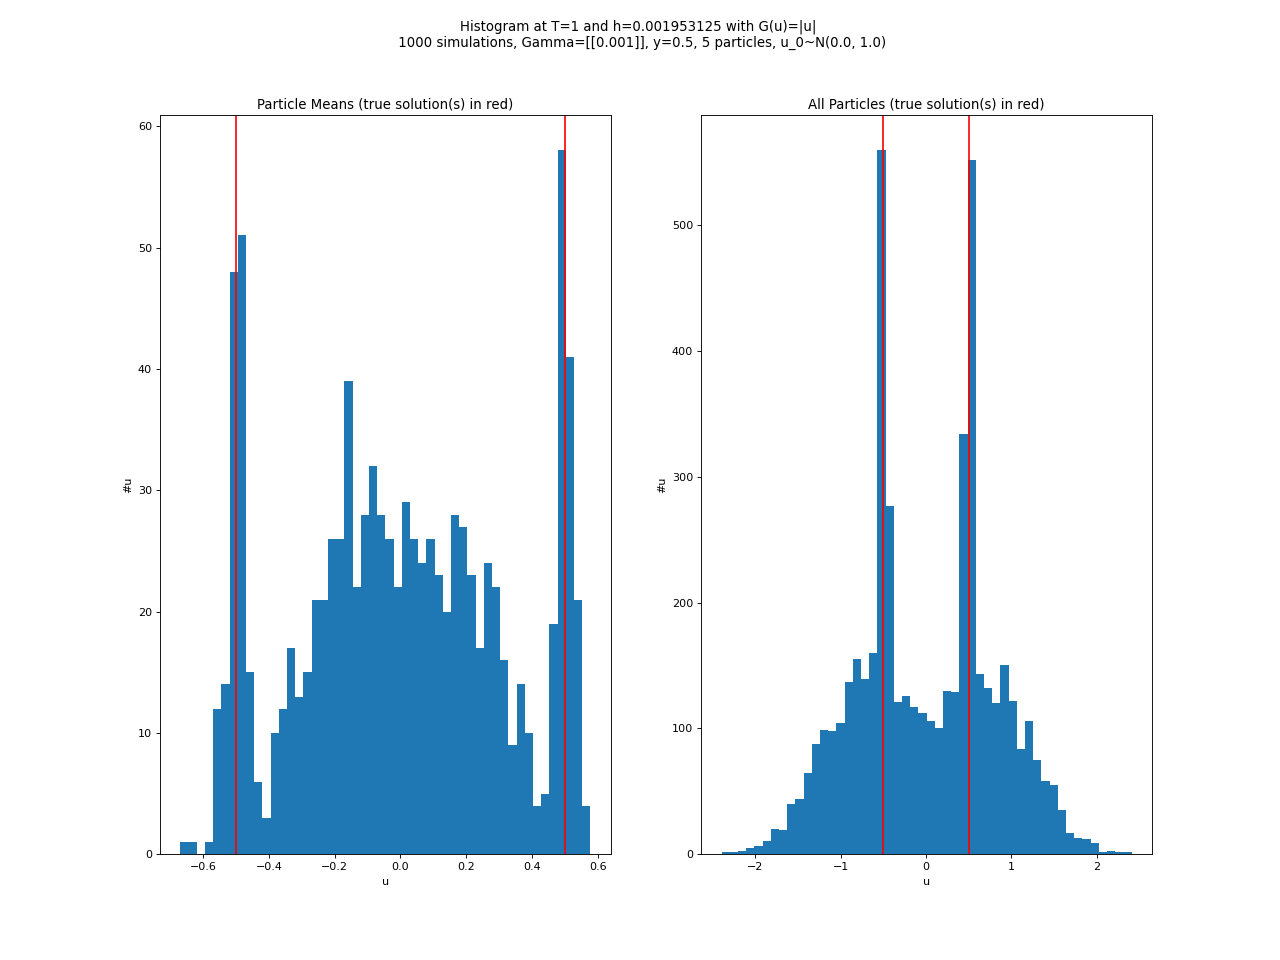 Histogram at T=1 and h=0.001953125 with G(u)=|u|
1000 simulations, Gamma=[[0.001]], y=0.5, 5 particles, u_0~N(0.0, 1.0)
Particle Means (true solution(s) in red)
60
50
40
30
20
10
0
#u
−0.6 −0.4 −0.2 0.0 0.2 0.4 0.6
u
All Particles (true solution(s) in red)
500
400
300
200
100
0
#u
−2 −1 0 1 2
u